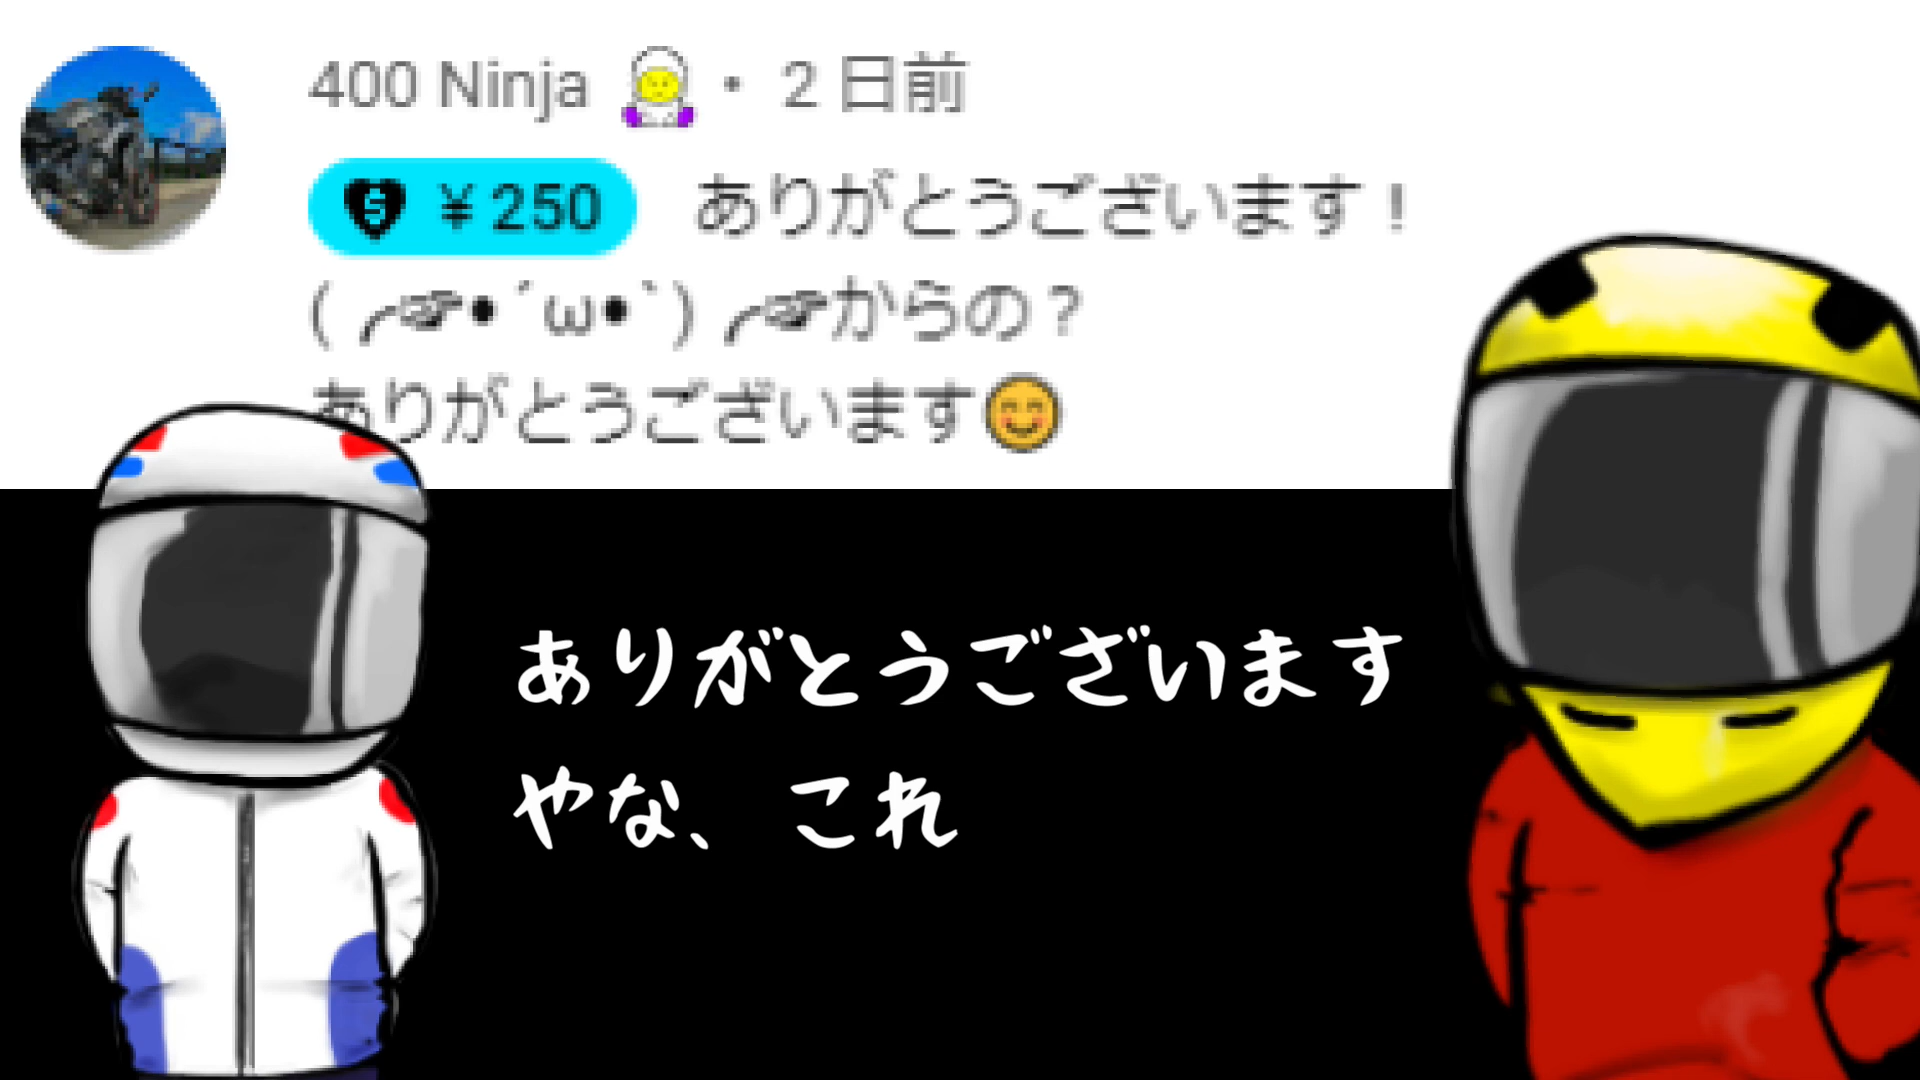 400 Ninja ・ 2 日前
¥ 250 ありがとうございます！
( ╭☞•´ω•`) ╭☞からの？
ありがとうございます😊
ありがとうございます
やな、これ